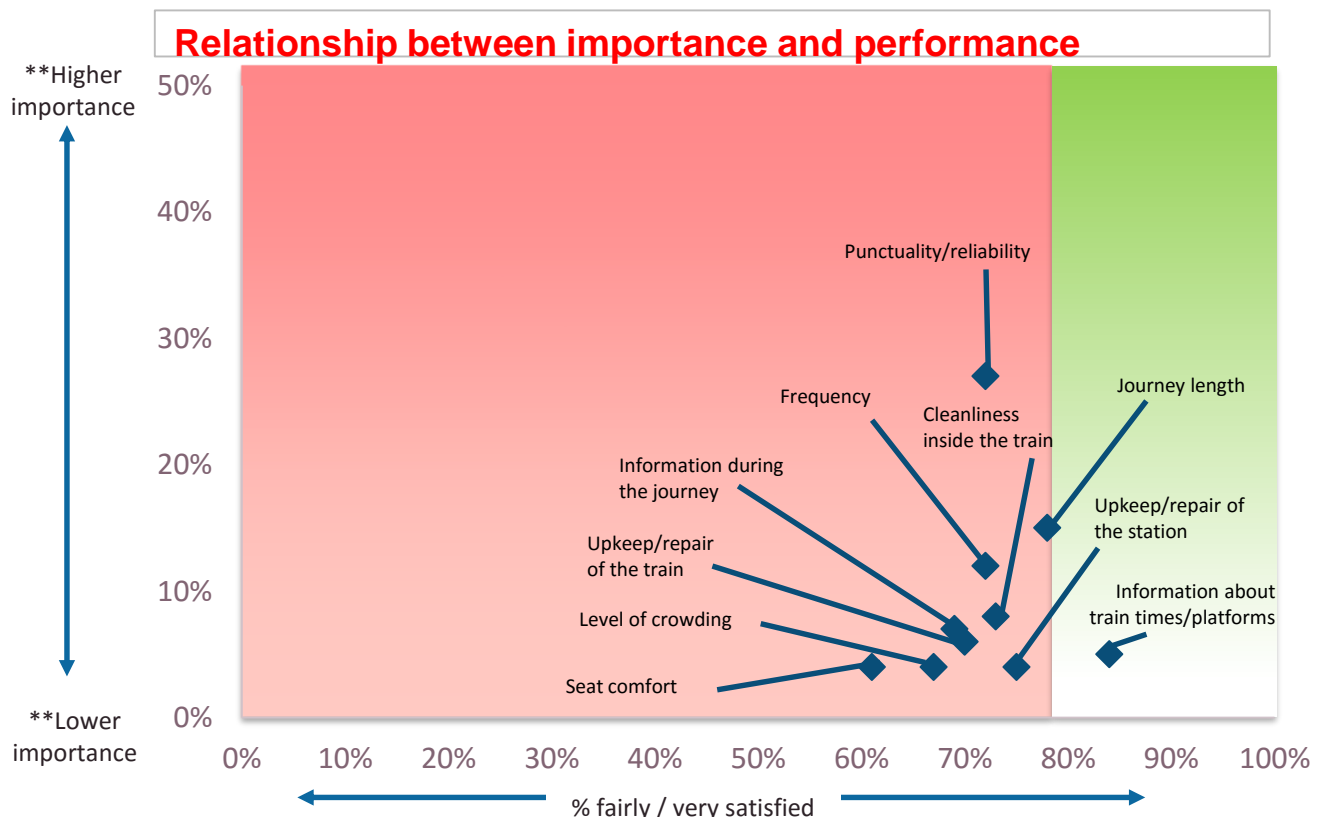 Relationship between importance and performance
**Higher
importance
50%
40%
30%
20%
10%
0%
**Lower
importance
Punctuality/reliability
Frequency
Cleanliness
inside the train
Journey length
Information during
the journey
Upkeep/repair of
the station
Upkeep/repair
of the train
Information about
train times/platforms
Level of crowding
Seat comfort
0%
10%
20%
30%
40%
50%
60%
70%
80%
90%
100%
% fairly / very satisfied